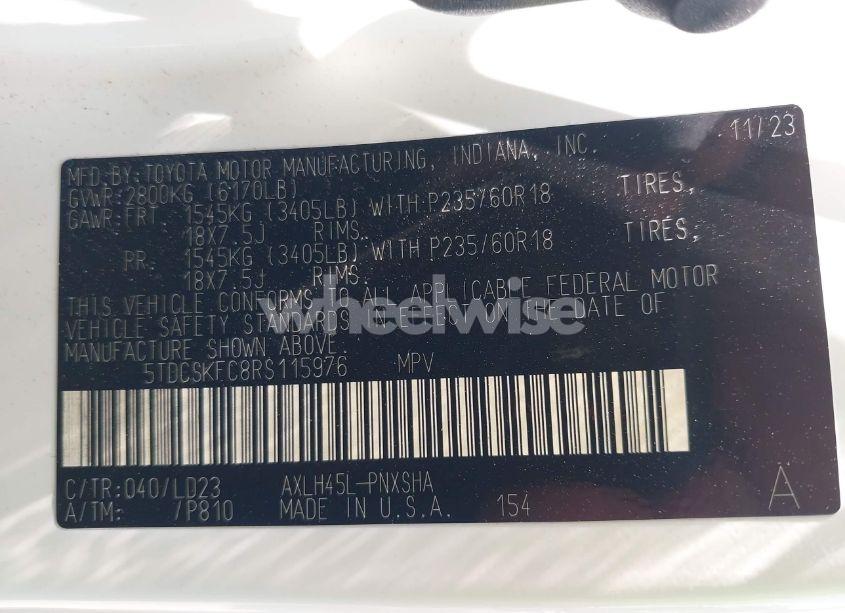 11/23
MFD BY: TOYOTA MOTOR MANUFACTURING, INDIANA, INC.
GVWR 2800KG (6170LB)
GAWR FRT 1545KG (3405LB) WITH P235/60R18 TIRES,
18X7.5J RIMS.
PR 1545KG (3405LB) WITH P235/60R18 TIRES,
18X7.5J RIMS.
THIS VEHICLE CONFORMS TO ALL APPLICABLE FEDERAL MOTOR
VEHICLE SAFETY STANDARDS IN EFFECT ON THE DATE OF
MANUFACTURE SHOWN ABOVE.
wheelwise
5TDCSKFC8RS115976 MPV
C/TR: 040/LD23 AXLH45L-PNXSHA
A/TM: /P810 MADE IN U.S.A. 154 A